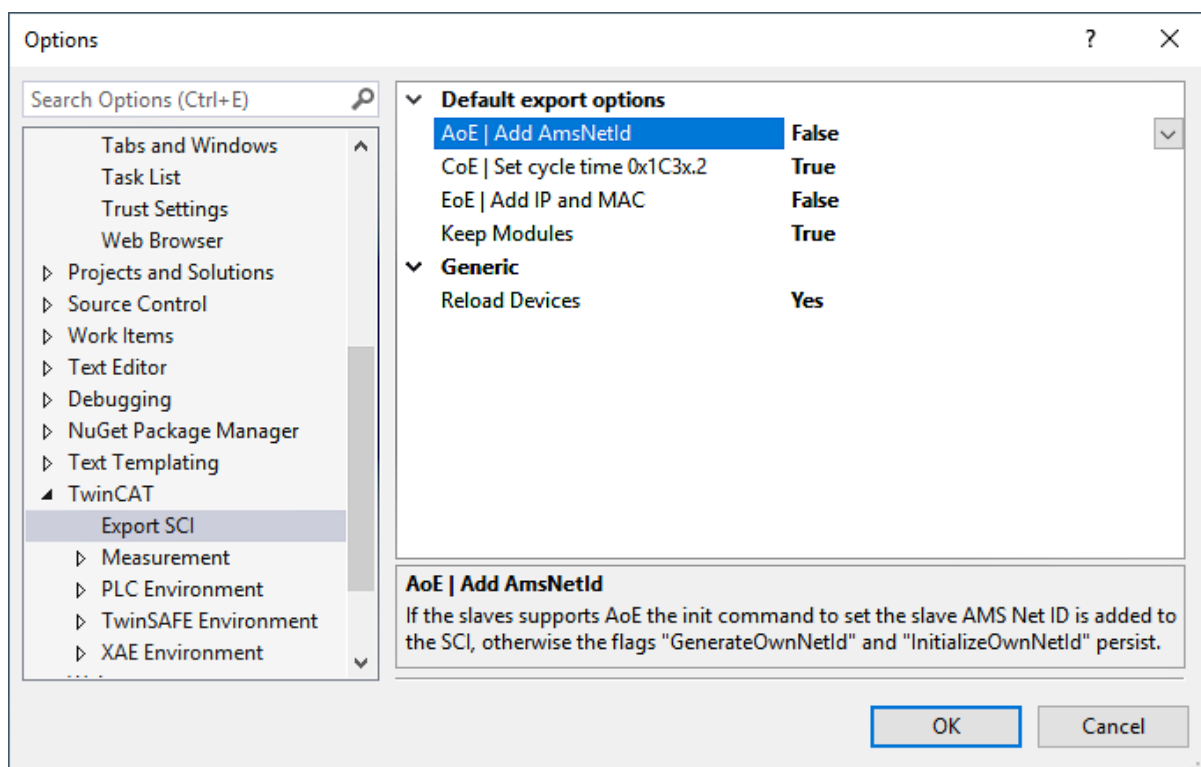 Options
?
Search Options (Ctrl+E)
Tabs and Windows
Task List
Trust Settings
Web Browser
Projects and Solutions
Source Control
Work Items
Text Editor
Debugging
NuGet Package Manager
Text Templating
TwinCAT
Export SCI
Measurement
PLC Environment
TwinSAFE Environment
XAE Environment
Default export options
AoE | Add AmsNetId False
CoE | Set cycle time 0x1C3x.2 True
EoE | Add IP and MAC False
Keep Modules True
Generic
Reload Devices Yes
AoE | Add AmsNetId
If the slaves supports AoE the init command to set the slave AMS Net ID is added to
the SCI, otherwise the flags "GenerateOwnNetId" and "InitializeOwnNetId" persist.
OK Cancel